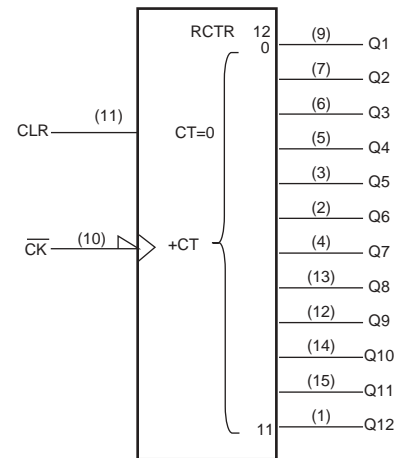 RCTR 12
0
(9) Q1
(7) Q2
(6) Q3
CLR (11)
CT=0
(5) Q4
(3) Q5
(2) Q6
C̅K̅ (10)
+CT
(4) Q7
(13) Q8
(12) Q9
(14) Q10
(15) Q11
11
(1) Q12